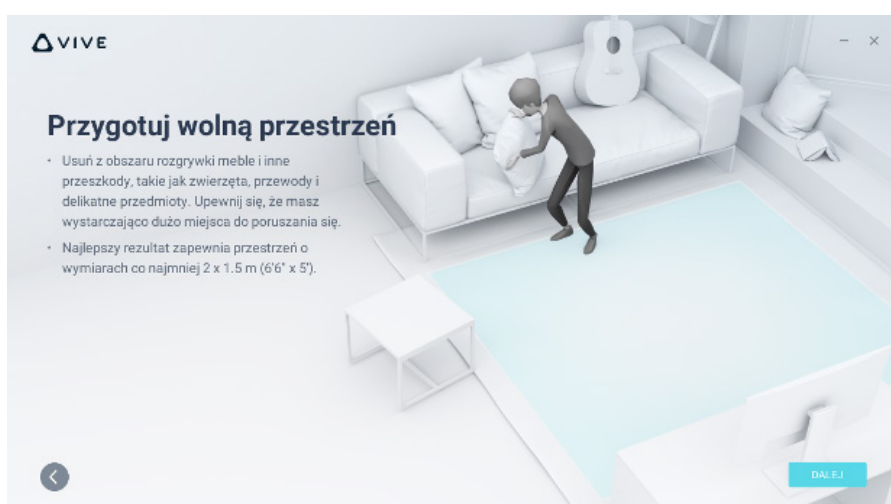 VIVE
Przygotuj wolną przestrzeń
• Usuń z obszaru rozgrywki meble i inne
przeszkody, takie jak zwierzęta, przewody i
delikatne przedmioty. Upewnij się, że masz
wystarczająco dużo miejsca do poruszania się.
• Najlepszy rezultat zapewnia przestrzeń o
wymiarach co najmniej 2 x 1.5 m (6'6" x 5').
DALEJ